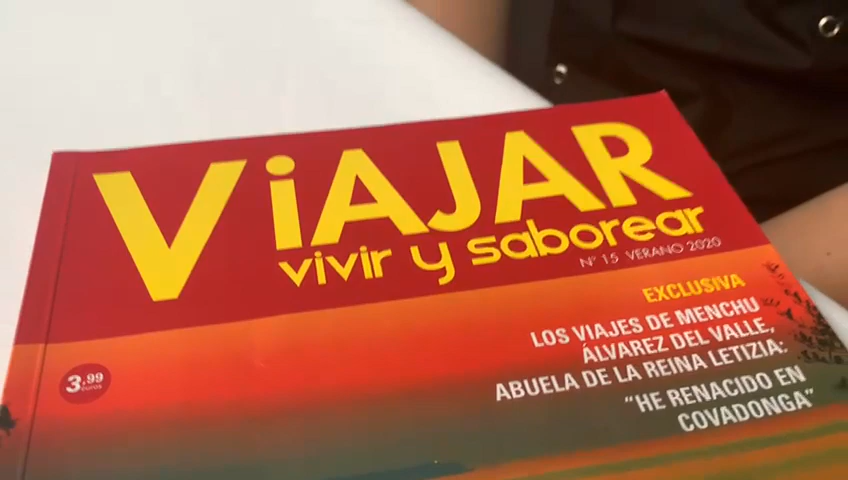 ViAJAR
vivir y saborear
Nº 15 VERANO 2020
EXCLUSIVA
LOS VIAJES DE MENCHU
ÁLVAREZ DEL VALLE,
ABUELA DE LA REINA LETIZIA:
"HE RENACIDO EN
COVADONGA"
3,99
euros